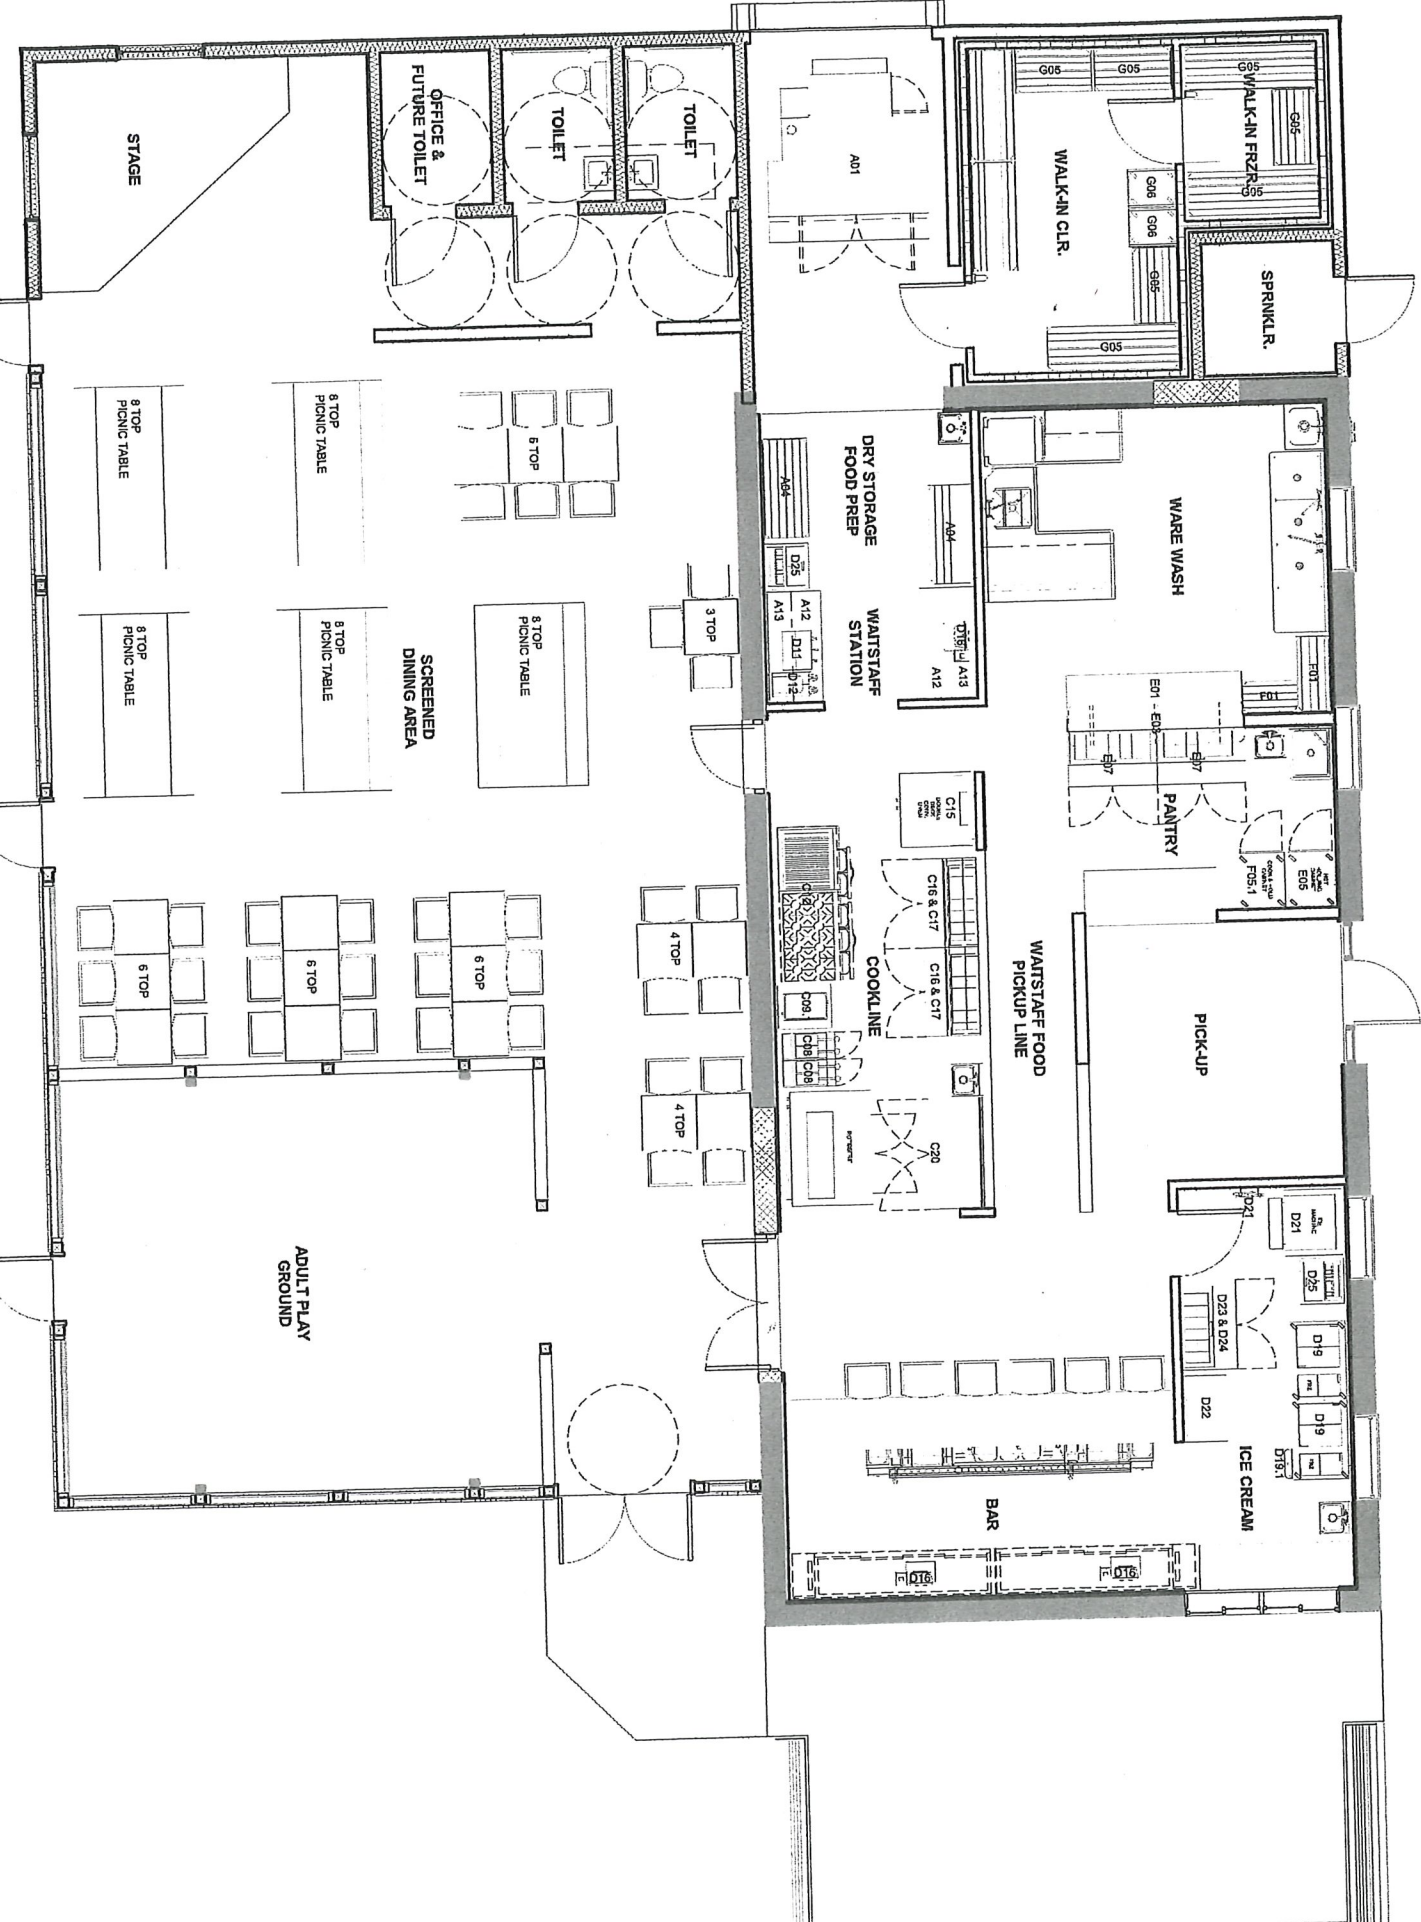 STAGE
OFFICE &
FUTURE TOILET
TOILET
TOILET
A01
G05
G05
G05
WALK-IN FRZR.
G05
G05
WALK-IN CLR.
G08
G06
G05
G05
SPRNKLR.
8 TOP
PICNIC TABLE
8 TOP
PICNIC TABLE
6 TOP
8 TOP
PICNIC TABLE
8 TOP
PICNIC TABLE
8 TOP
PICNIC TABLE
3 TOP
SCREENED
DINING AREA
DRY STORAGE
FOOD PREP
A04
A04
D25
A12
A13
D11
D12
WAITSTAFF
STATION
D16
A13
A12
WARE WASH
F01
F01
E01 - E03
E07
E07
PANTRY
F05.1
HOT
E05
C15
C16 & C17
C16 & C17
COOKLINE
C09.1
C08
C08
C20
WAITSTAFF FOOD
PICKUP LINE
PICK-UP
6 TOP
6 TOP
6 TOP
4 TOP
4 TOP
ADULT PLAY
GROUND
D21
D21
D25
D23 & D24
D19
D19
D19.1
D22
ICE CREAM
BAR
D16
D16